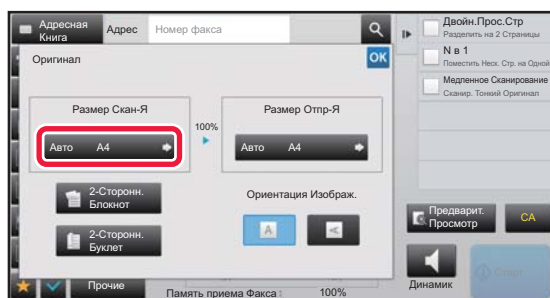 Адресная
Книга
Адрес
Номер факса
Двойн.Прос.Стр
Разделить на 2 Страницы
N в 1
Поместить Неск. Стр. на Одной
Медленное Сканирование
Сканир. Тонкий Оригинал
Оригинал
OK
Размер Скан-Я
100%
Размер Отпр-Я
Авто A4
Авто A4
2-Сторонн.
Блокнот
Ориентация Изображ.
A
A
2-Сторонн.
Буклет
Предварит.
Просмотр
CA
Прочие
Память приема Факса : 100%
Динамик
Старт